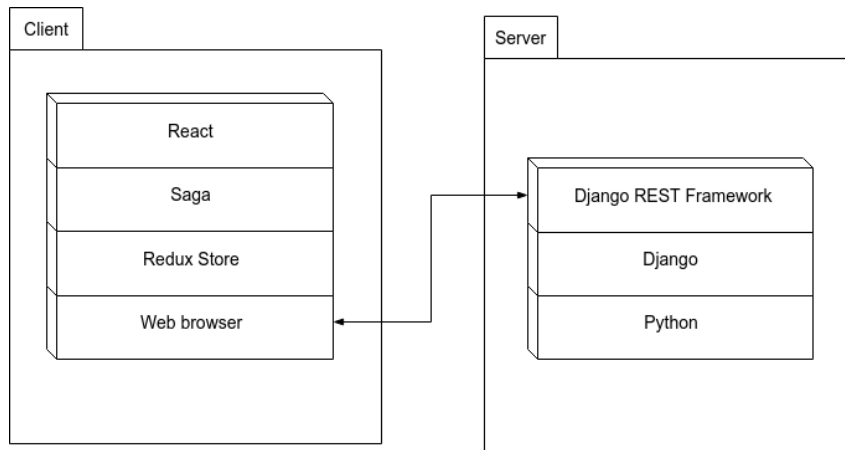 Client
Server
React
Saga
Redux Store
Web browser
Django REST Framework
Django
Python